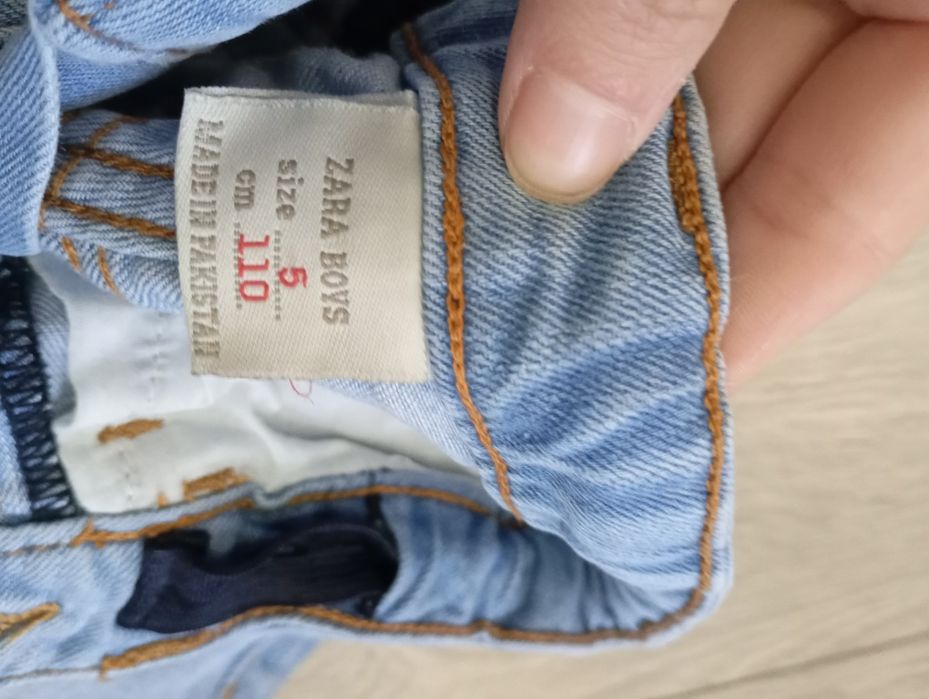 ZARA BOYS
size ..... 5 .....
cm ..... 110 ..
MADE IN PAKISTAN